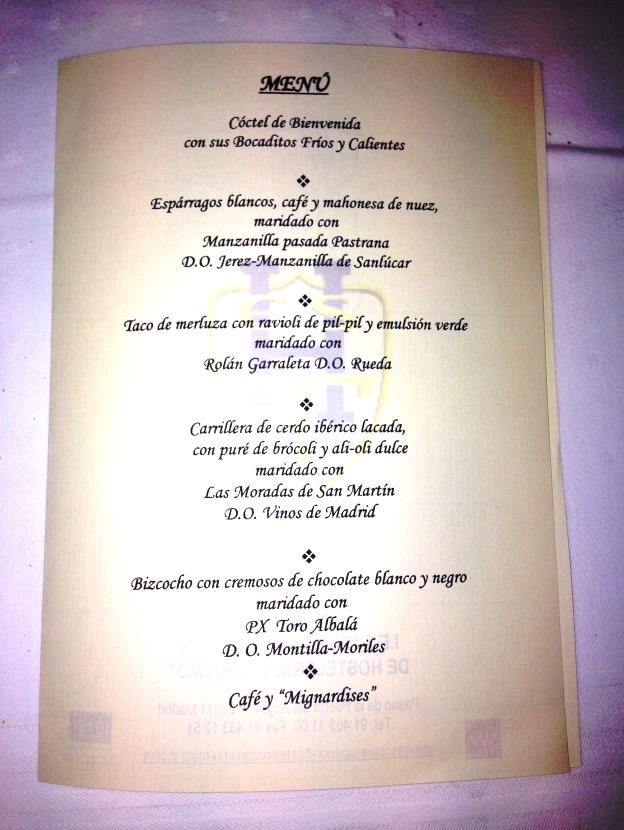 MENÚ
Cóctel de Bienvenida
con sus Bocaditos Fríos y Calientes
Espárragos blancos, café y mahonesa de nuez,
maridado con
Manzanilla pasada Pastrana
D.O. Jerez-Manzanilla de Sanlúcar
Taco de merluza con ravioli de pil-pil y emulsión verde
maridado con
Rolán Garraleta D.O. Rueda
Carrillera de cerdo ibérico lacada,
con puré de brócoli y ali-oli dulce
maridado con
Las Moradas de San Martín
D.O. Vinos de Madrid
Bizcocho con cremosos de chocolate blanco y negro
maridado con
PX Toro Albalá
D. O. Montilla-Moriles
Café y “Mignardises”